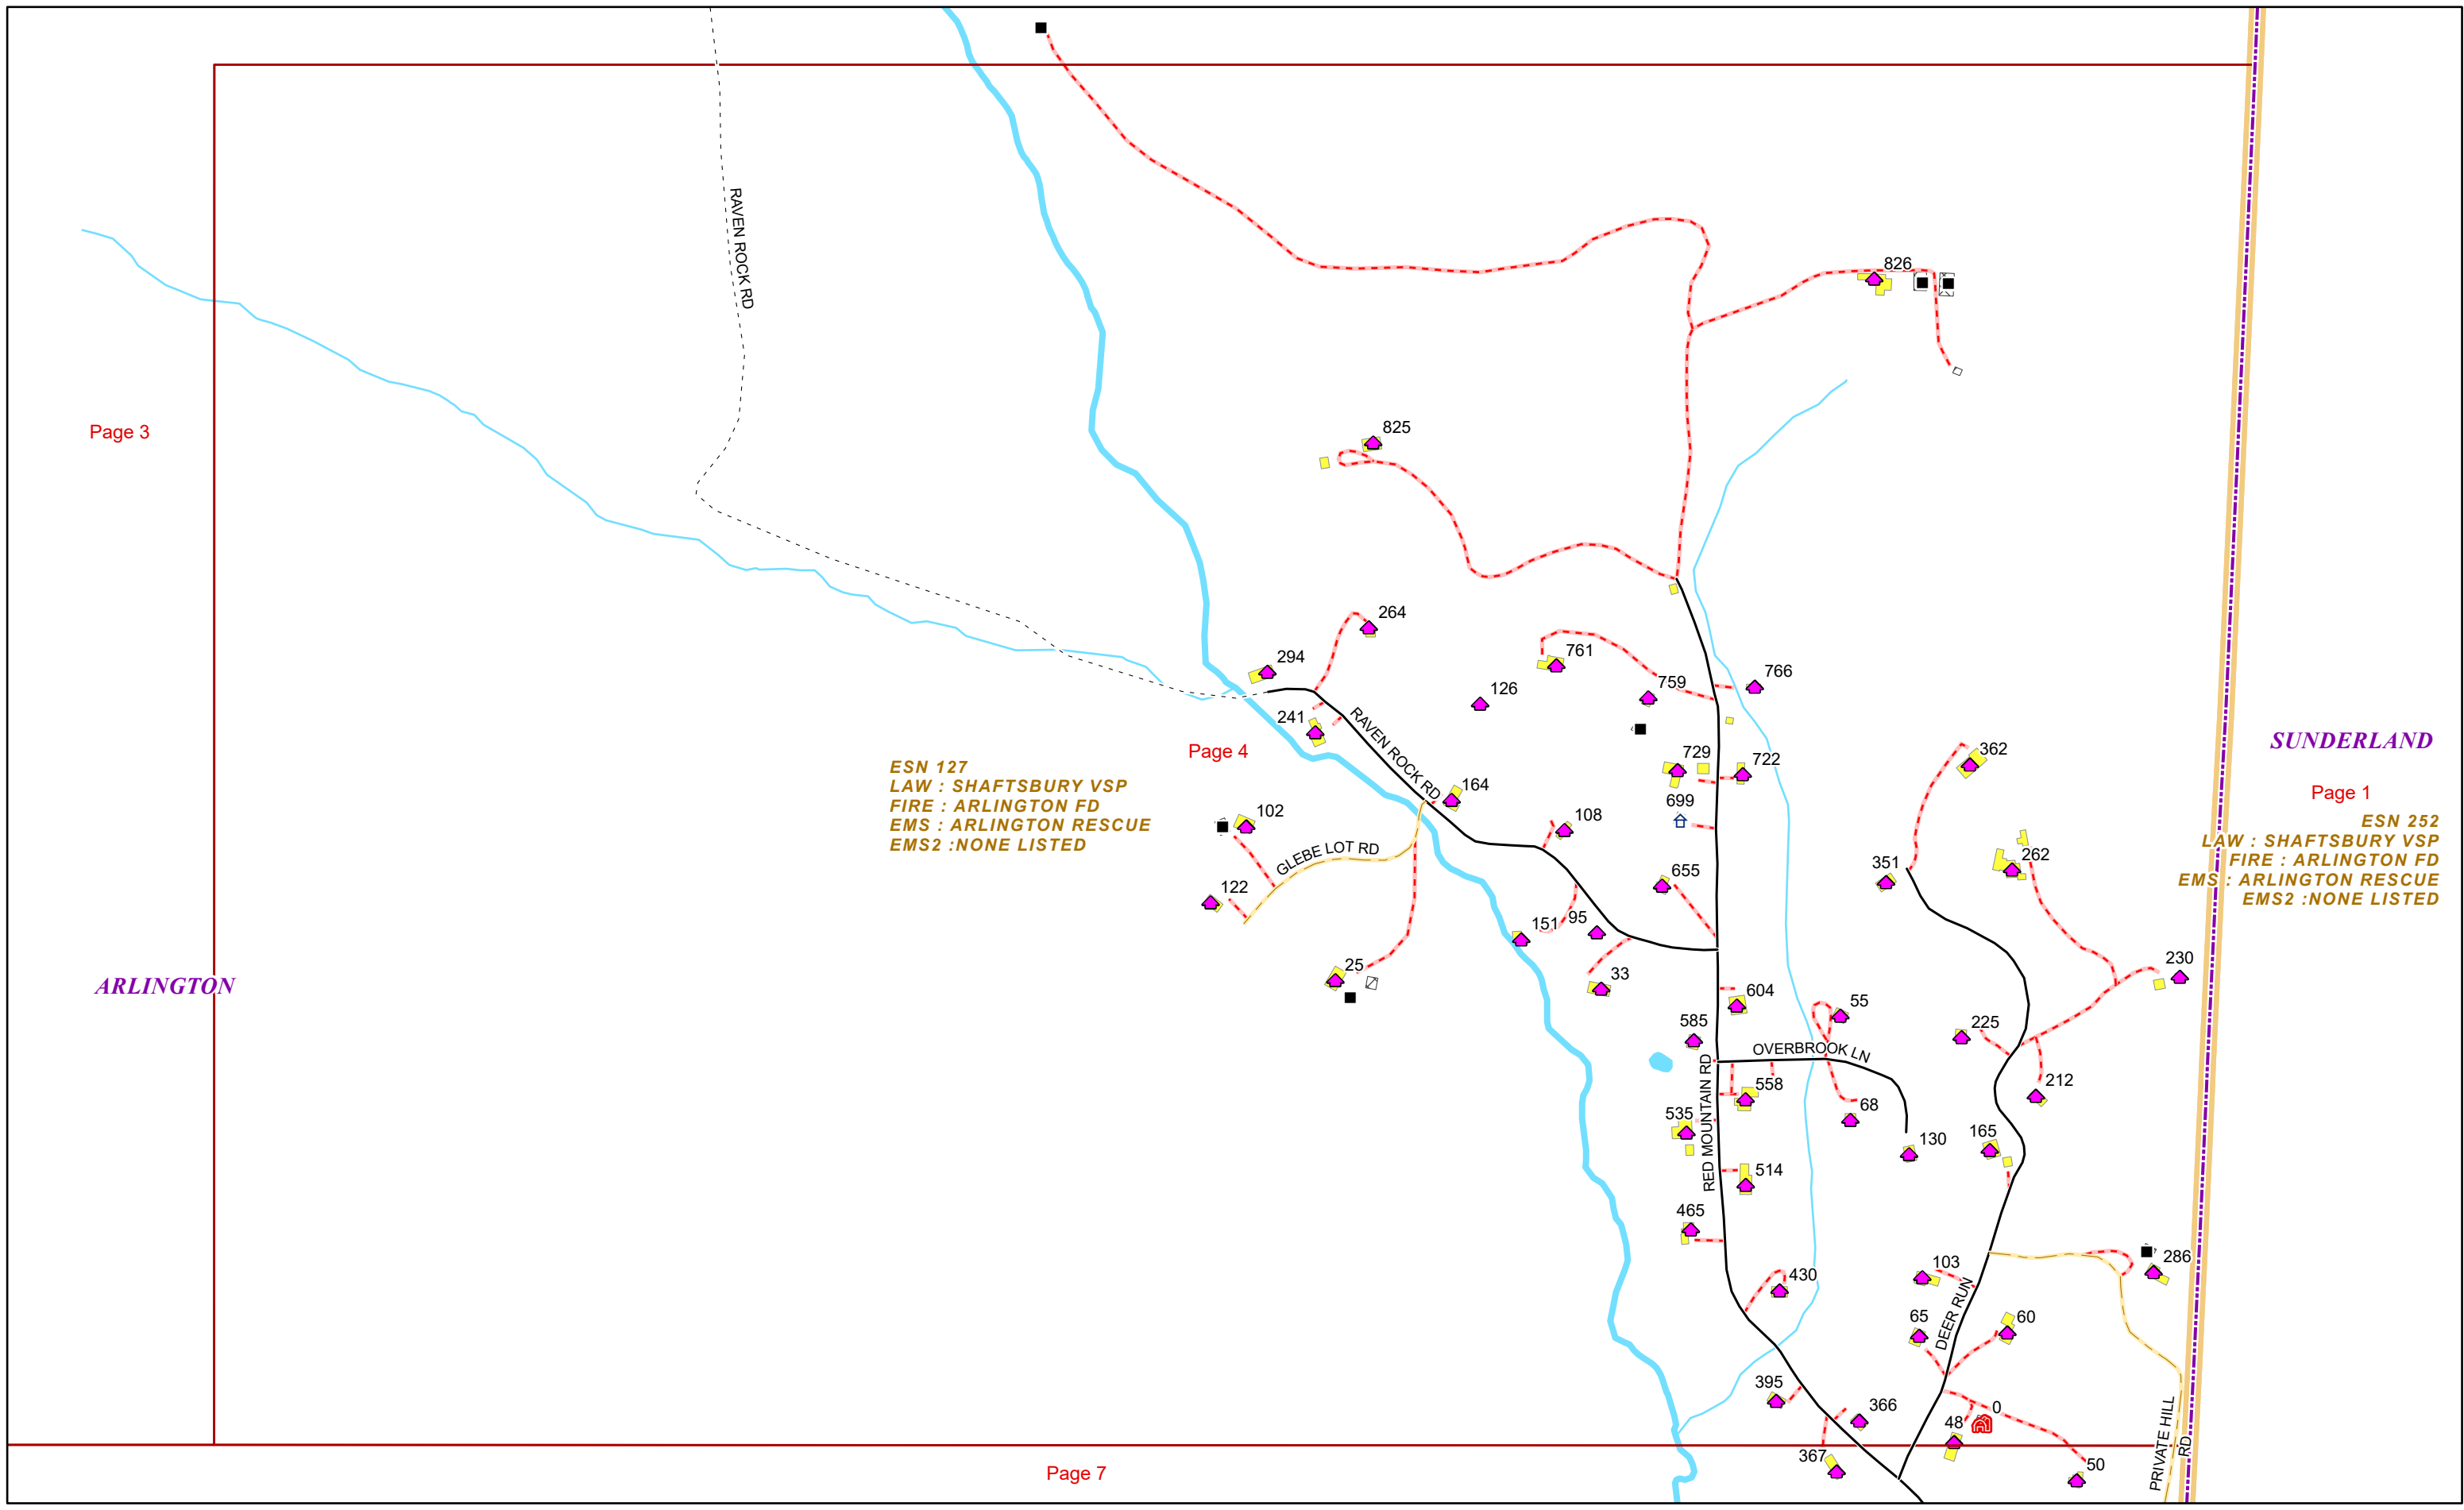 RAVEN ROCK RD
826
Page 3
825
264
294
761
126
759
766
241
RAVEN ROCK RD
SUNDERLAND
Page 4
362
729
722
ESN 127
LAW : SHAFTSBURY VSP
FIRE : ARLINGTON FD
EMS : ARLINGTON RESCUE
EMS2 :NONE LISTED
164
Page 1
699
102
108
ESN 252
LAW : SHAFTSBURY VSP
FIRE : ARLINGTON FD
EMS : ARLINGTON RESCUE
EMS2 :NONE LISTED
GLEBE LOT RD
262
351
655
122
151
95
25
33
230
ARLINGTON
604
55
585
225
OVERBROOK LN
558
212
68
RED MOUNTAIN RD
535
130
165
514
465
286
103
430
DEER RUN
65
60
395
366
0
48
367
50
Page 7
PRIVATE HILL
RD